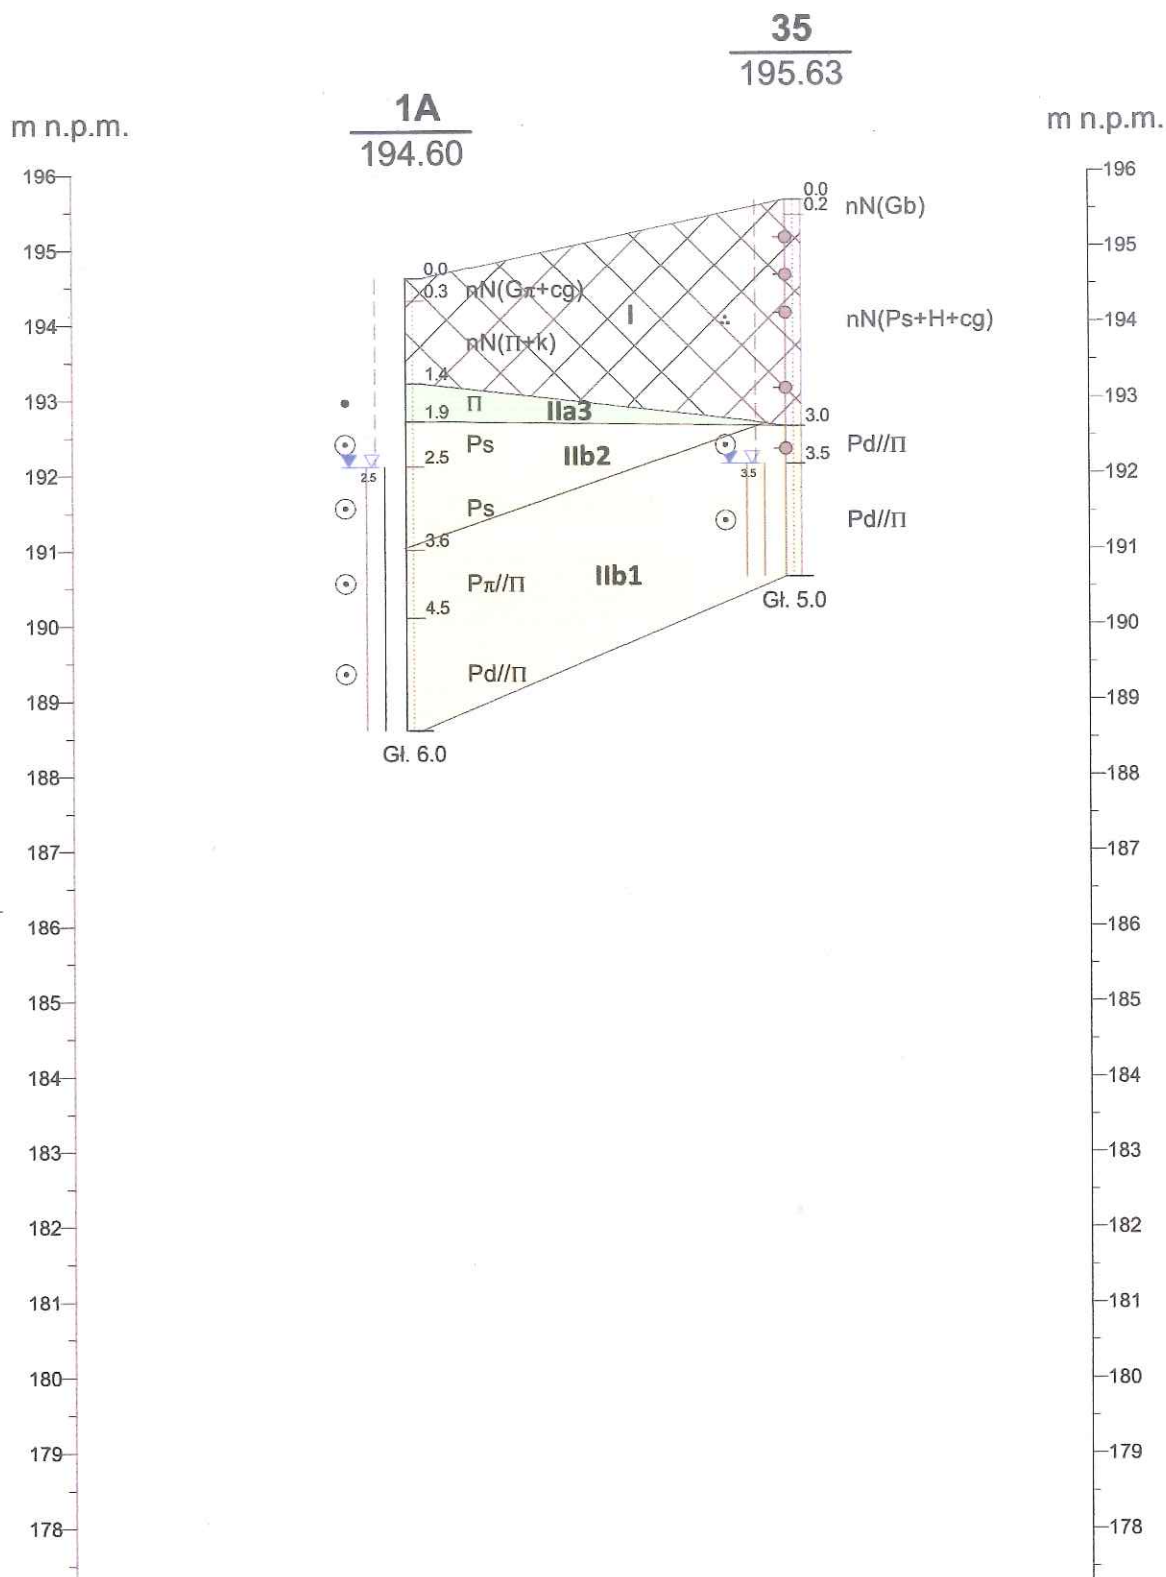 35
195.63
1A
194.60
m n.p.m.
m n.p.m.
196
195
194
193
192
191
190
189
188
187
186
185
184
183
182
181
180
179
178
0.0
0.3
1.4
1.9
2.5
3.6
4.5
nN(Gπ+cg)
nN(Π+k)
Π
Ps
Ps
Pπ//Π
Pd//Π
2.5
Gł. 6.0
I
IIa3
IIb2
IIb1
0.0
0.2
3.0
3.5
3.5
nN(Gb)
nN(Ps+H+cg)
Pd//Π
Pd//Π
Gł. 5.0
196
195
194
193
192
191
190
189
188
187
186
185
184
183
182
181
180
179
178